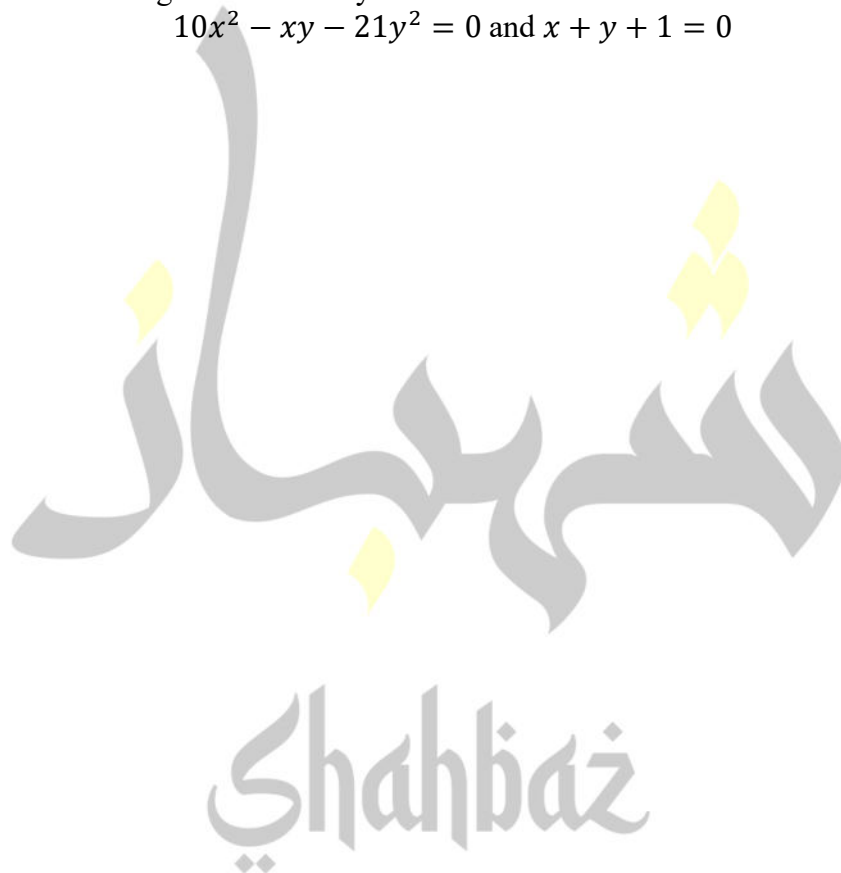 10𝑥² − 𝑥𝑦 − 21𝑦² = 0 and 𝑥 + 𝑦 + 1 = 0
شہباز
Shahbaz